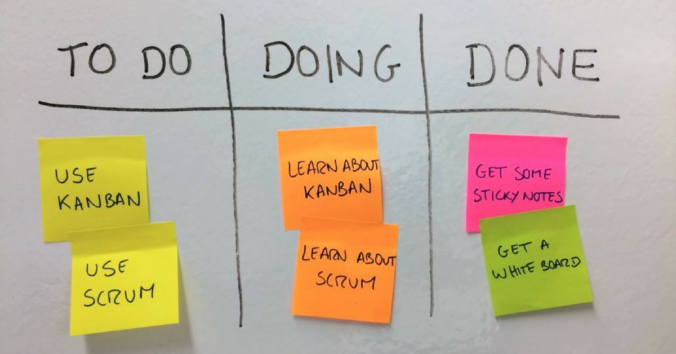 TO DO
DOING
DONE
USE
KANBAN
USE
SCRUM
LEARN ABOUT
KANBAN
LEARN ABOUT
SCRUM
GET SOME
STICKY NOTES
GET A
WHITE BOARD